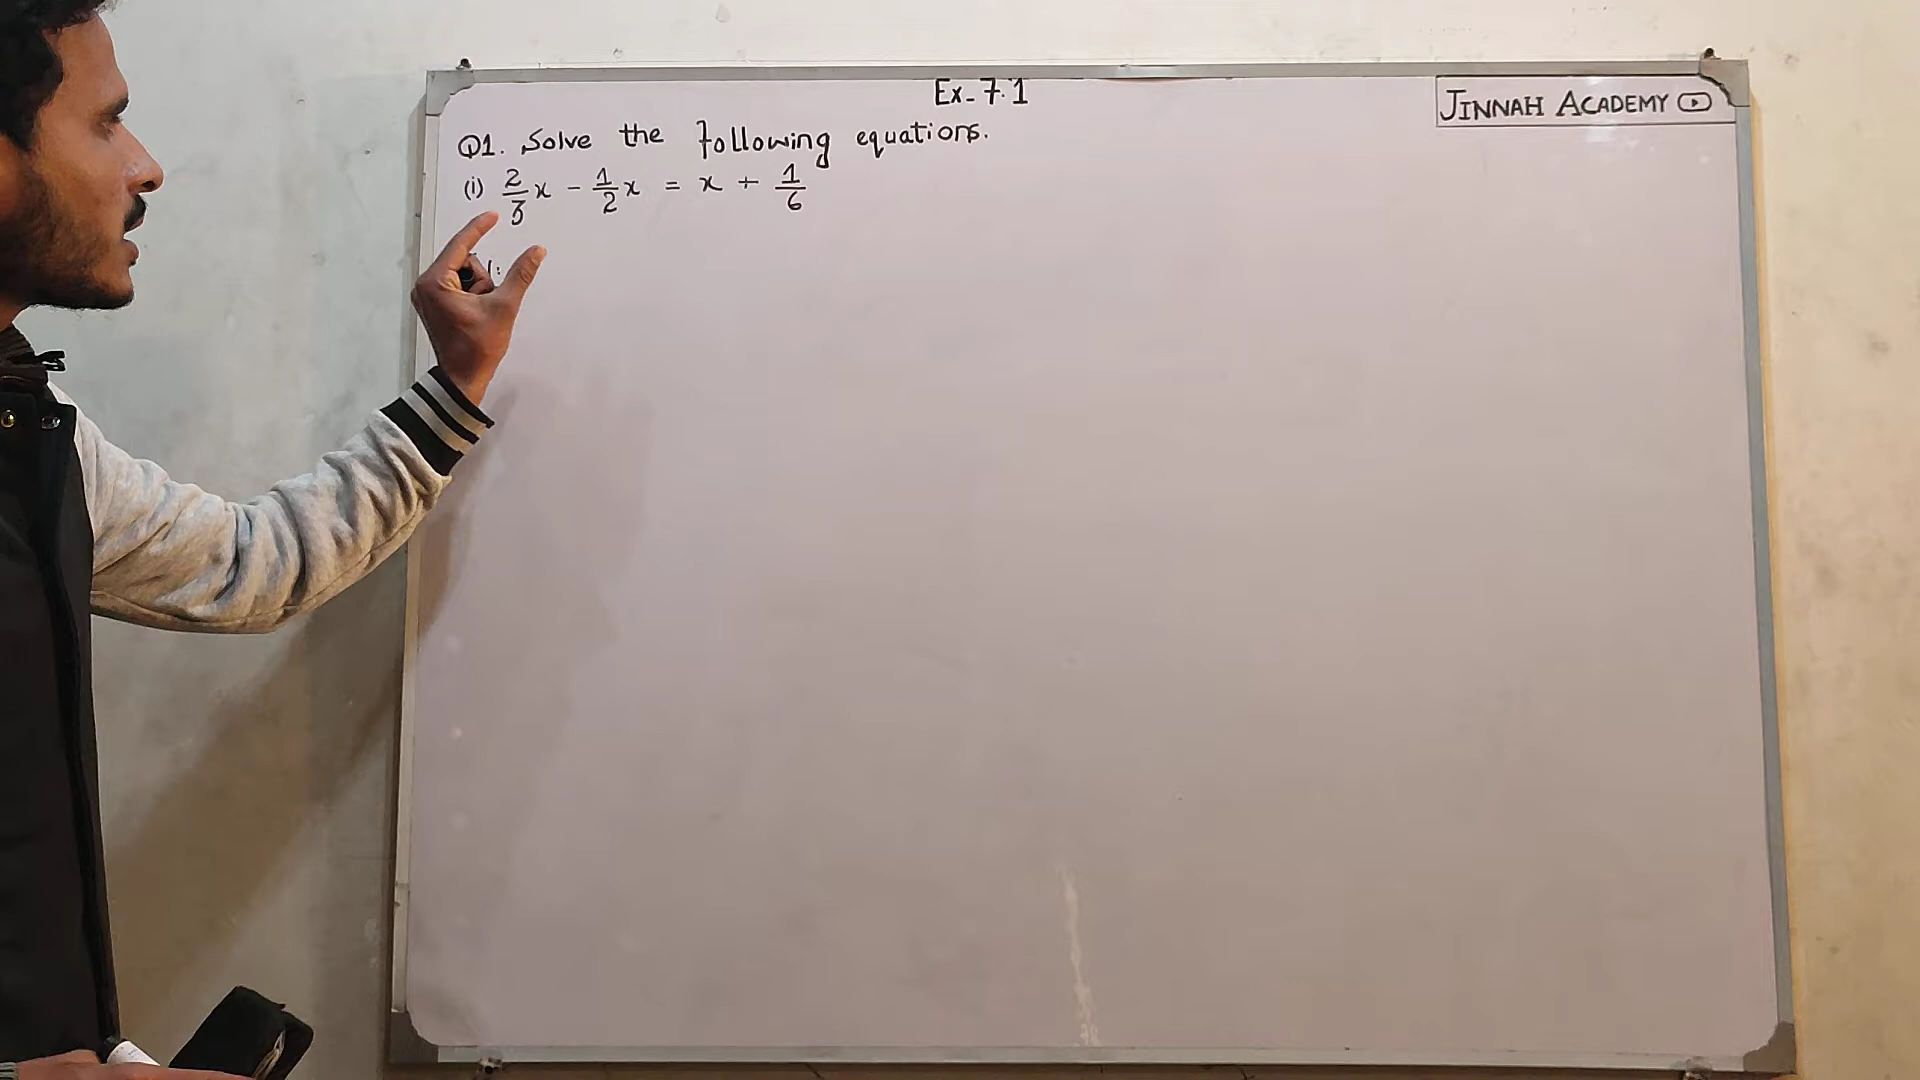 Ex-7.1
JINNAH ACADEMY
Q1. Solve the following equations.
(i) 2/3 x - 1/2 x = x + 1/6